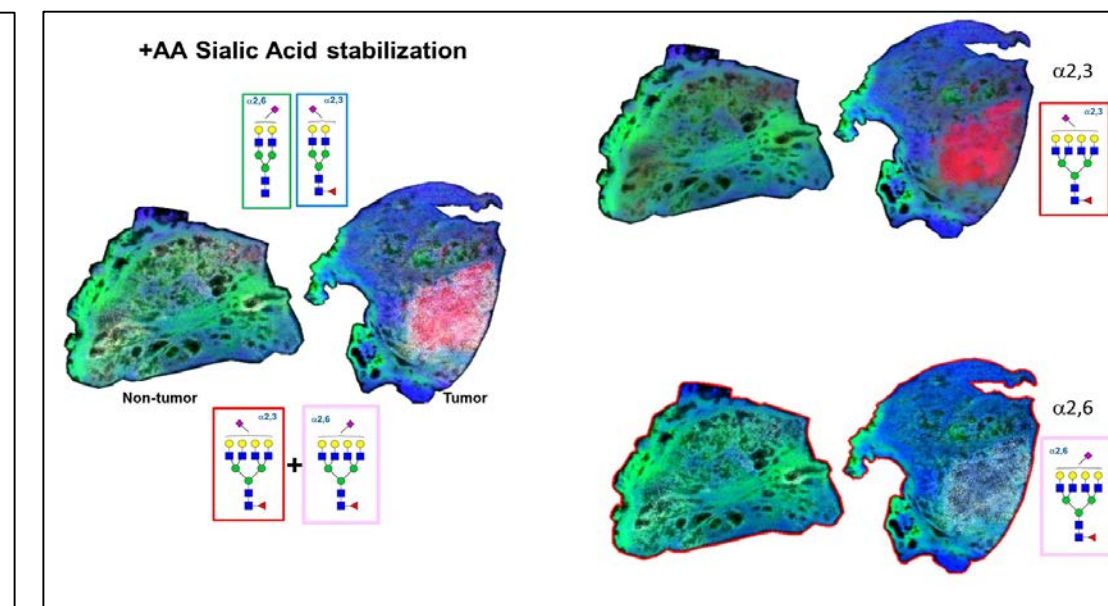 +AA Sialic Acid stabilization
α2,6
α2,3
Non-tumor
Tumor
α2,3
+
α2,6
α2,3
α2,3
α2,6
α2,6